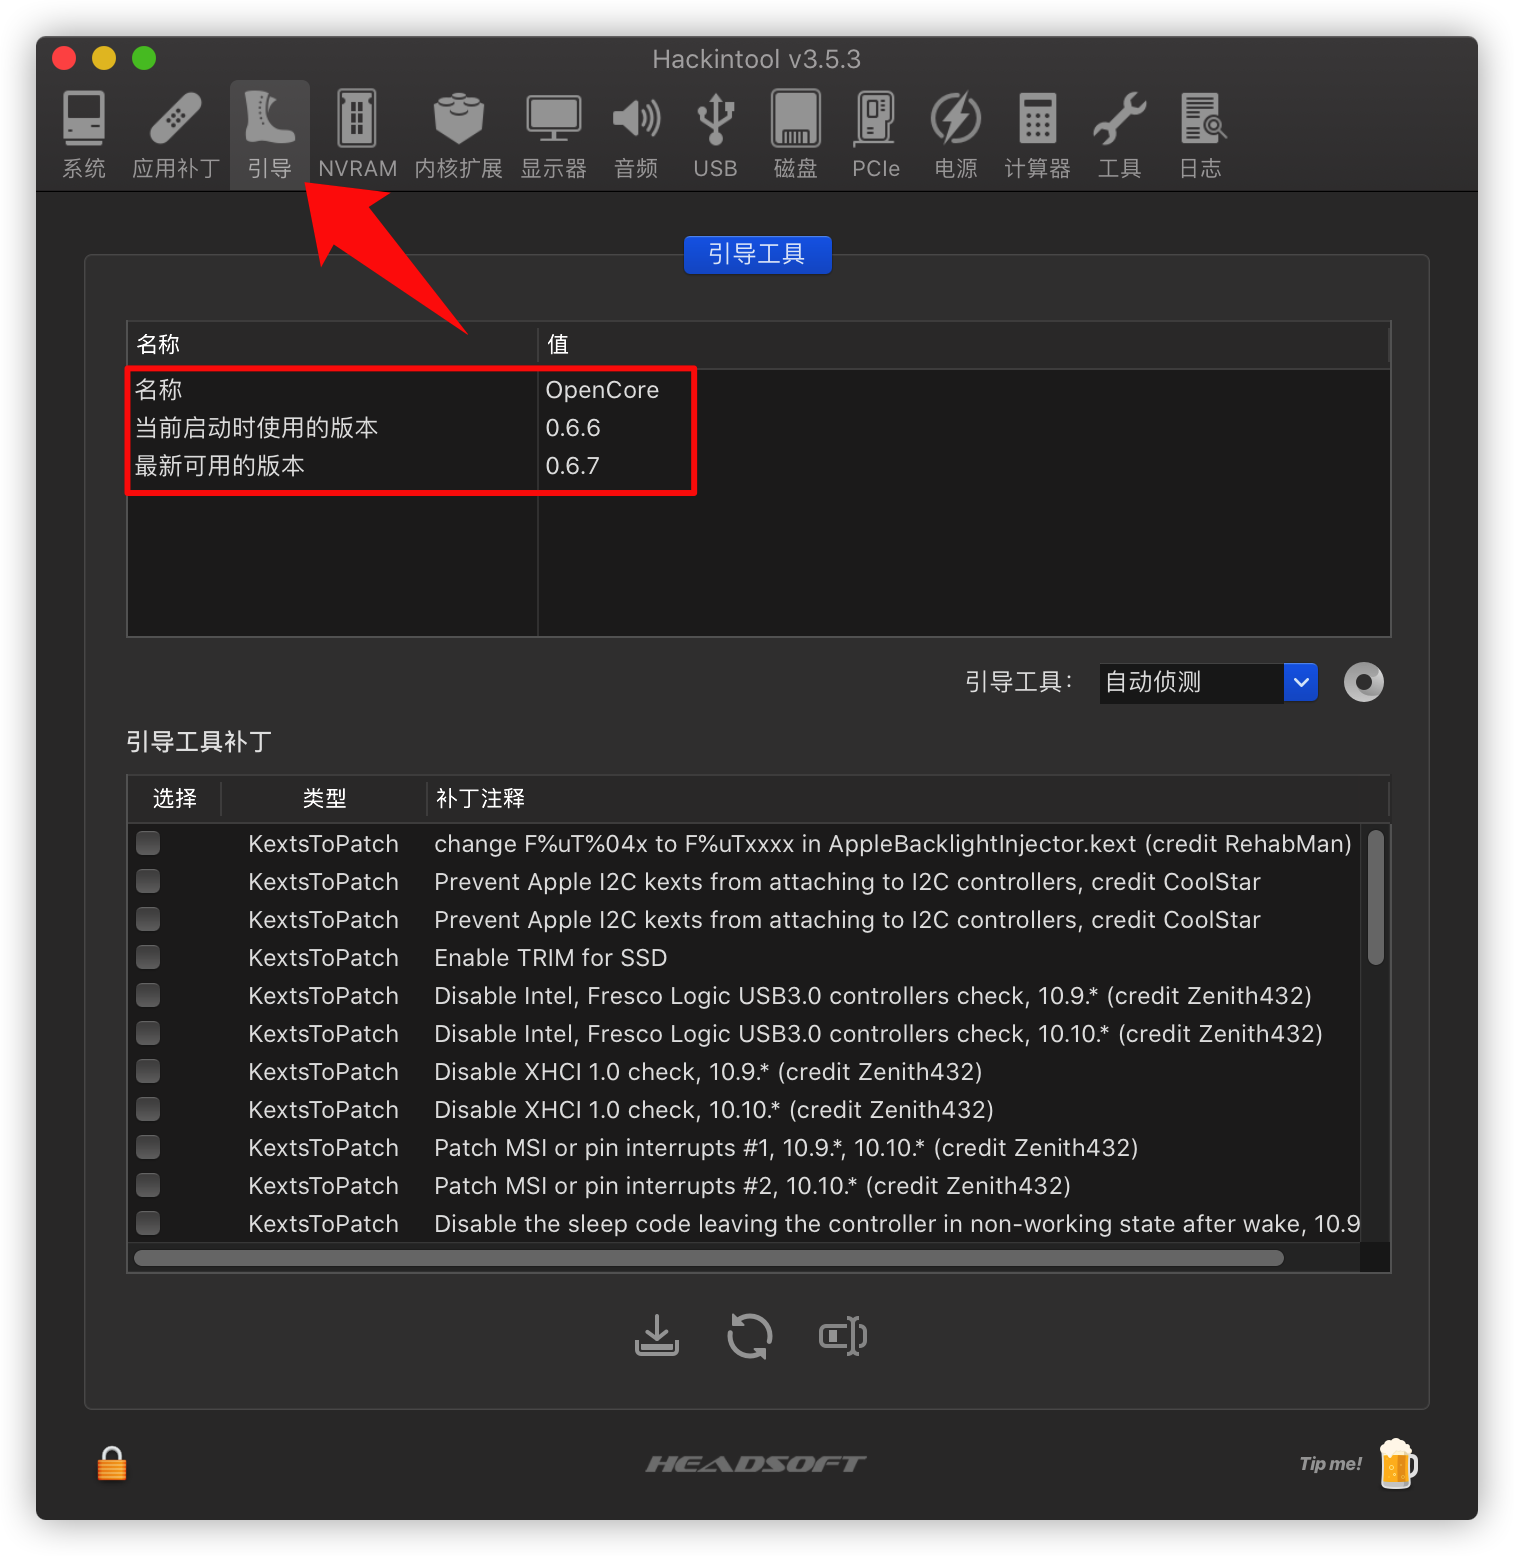 Hackintool v3.5.3
系统 应用补丁 引导 NVRAM 内核扩展 显示器 音频 USB 磁盘 PCIe 电源 计算器 工具 日志
引导工具
名称 值
名称 OpenCore
当前启动时使用的版本 0.6.6
最新可用的版本 0.6.7
引导工具: 自动侦测
引导工具补丁
选择 类型 补丁注释
KextsToPatch change F%uT%04x to F%uTxxxx in AppleBacklightInjector.kext (credit RehabMan)
KextsToPatch Prevent Apple I2C kexts from attaching to I2C controllers, credit CoolStar
KextsToPatch Prevent Apple I2C kexts from attaching to I2C controllers, credit CoolStar
KextsToPatch Enable TRIM for SSD
KextsToPatch Disable Intel, Fresco Logic USB3.0 controllers check, 10.9.* (credit Zenith432)
KextsToPatch Disable Intel, Fresco Logic USB3.0 controllers check, 10.10.* (credit Zenith432)
KextsToPatch Disable XHCI 1.0 check, 10.9.* (credit Zenith432)
KextsToPatch Disable XHCI 1.0 check, 10.10.* (credit Zenith432)
KextsToPatch Patch MSI or pin interrupts #1, 10.9.*, 10.10.* (credit Zenith432)
KextsToPatch Patch MSI or pin interrupts #2, 10.10.* (credit Zenith432)
KextsToPatch Disable the sleep code leaving the controller in non-working state after wake, 10.9
HEADSOFT
Tip me!